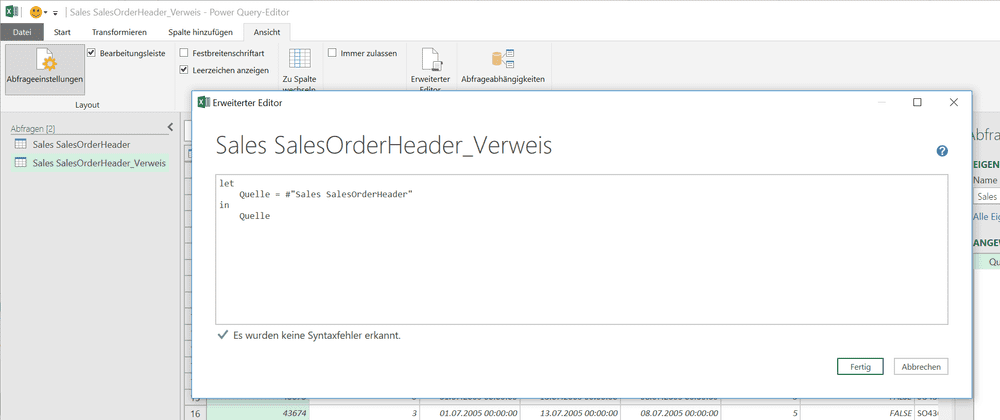 Sales SalesOrderHeader_Verweis - Power Query-Editor
Datei Start Transformieren Spalte hinzufügen Ansicht
Abfrageeinstellungen
Bearbeitungsleiste
Festbreitenschriftart
Leerzeichen anzeigen
Zu Spalte
wechseln
Immer zulassen
Erweiterter
Editor
Abfrageabhängigkeiten
Layout
Abfragen [2]
Sales SalesOrderHeader
Sales SalesOrderHeader_Verweis
Erweiterter Editor
Sales SalesOrderHeader_Verweis
let
Quelle = #"Sales SalesOrderHeader"
in
Quelle
Es wurden keine Syntaxfehler erkannt.
Fertig Abbrechen
EIGEN
Name
Sales
Alle Eig
ANGEW
Qu
16 43674 3 01.07.2005 00:00:00 13.07.2005 00:00:00 08.07.2005 00:00:00 5 FALSE